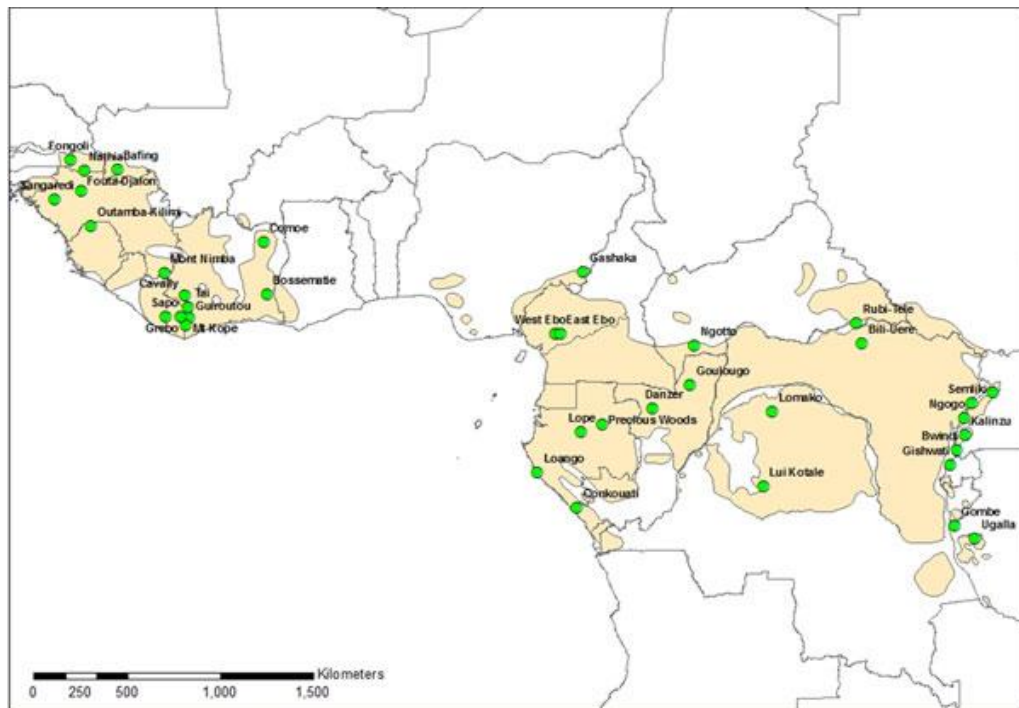 Fongoli
Nathia Bafing
Sangaredi Fouta-Djalon
Outamba-Kilimi
Comoe
Mont Nimba
Cavally
Tai
Bossematie
Sapo
Guiroutou
Grebo
Mt Kope
Gashaka
West Ebo East Ebo
Ngotto
Rubi-Tele
Bili-Uere
Goulougo
Danzer
Lomako
Semliki
Ngogo
Kalinzu
Lope
Precious Woods
Bwindi
Gishwati
Loango
Lui Kotale
Conkouati
Gombe
Ugalla
Kilometers
0 250 500 1,000 1,500